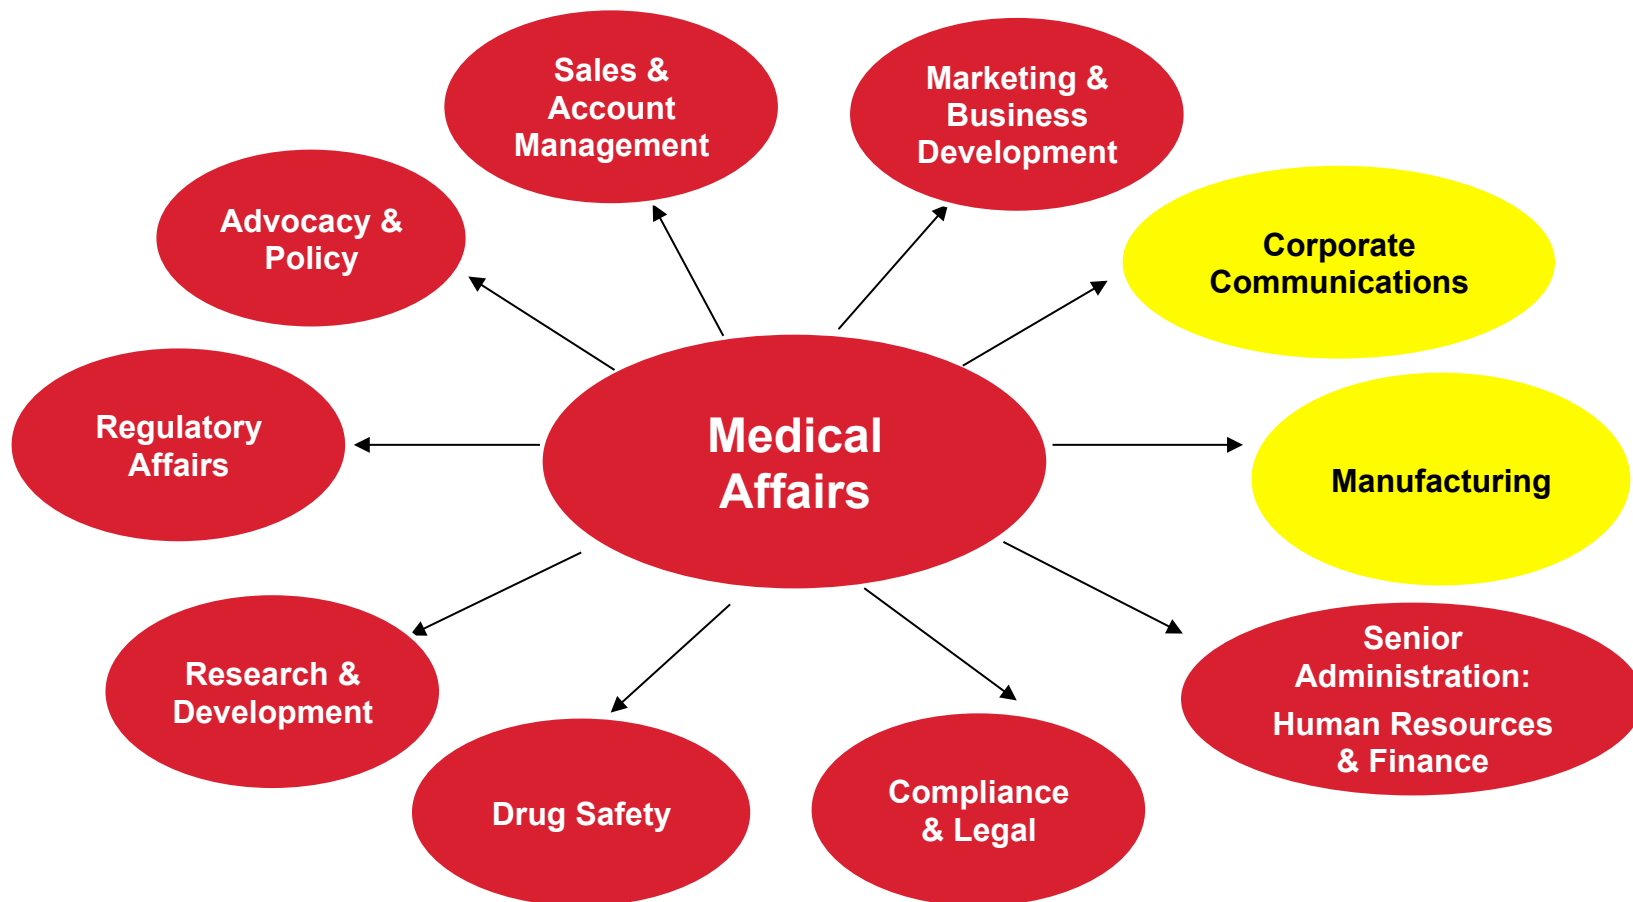 Sales &
Account
Management
Marketing &
Business
Development
Advocacy &
Policy
Corporate
Communications
Regulatory
Affairs
Medical
Affairs
Manufacturing
Research &
Development
Senior
Administration:
Human Resources
& Finance
Drug Safety
Compliance
& Legal